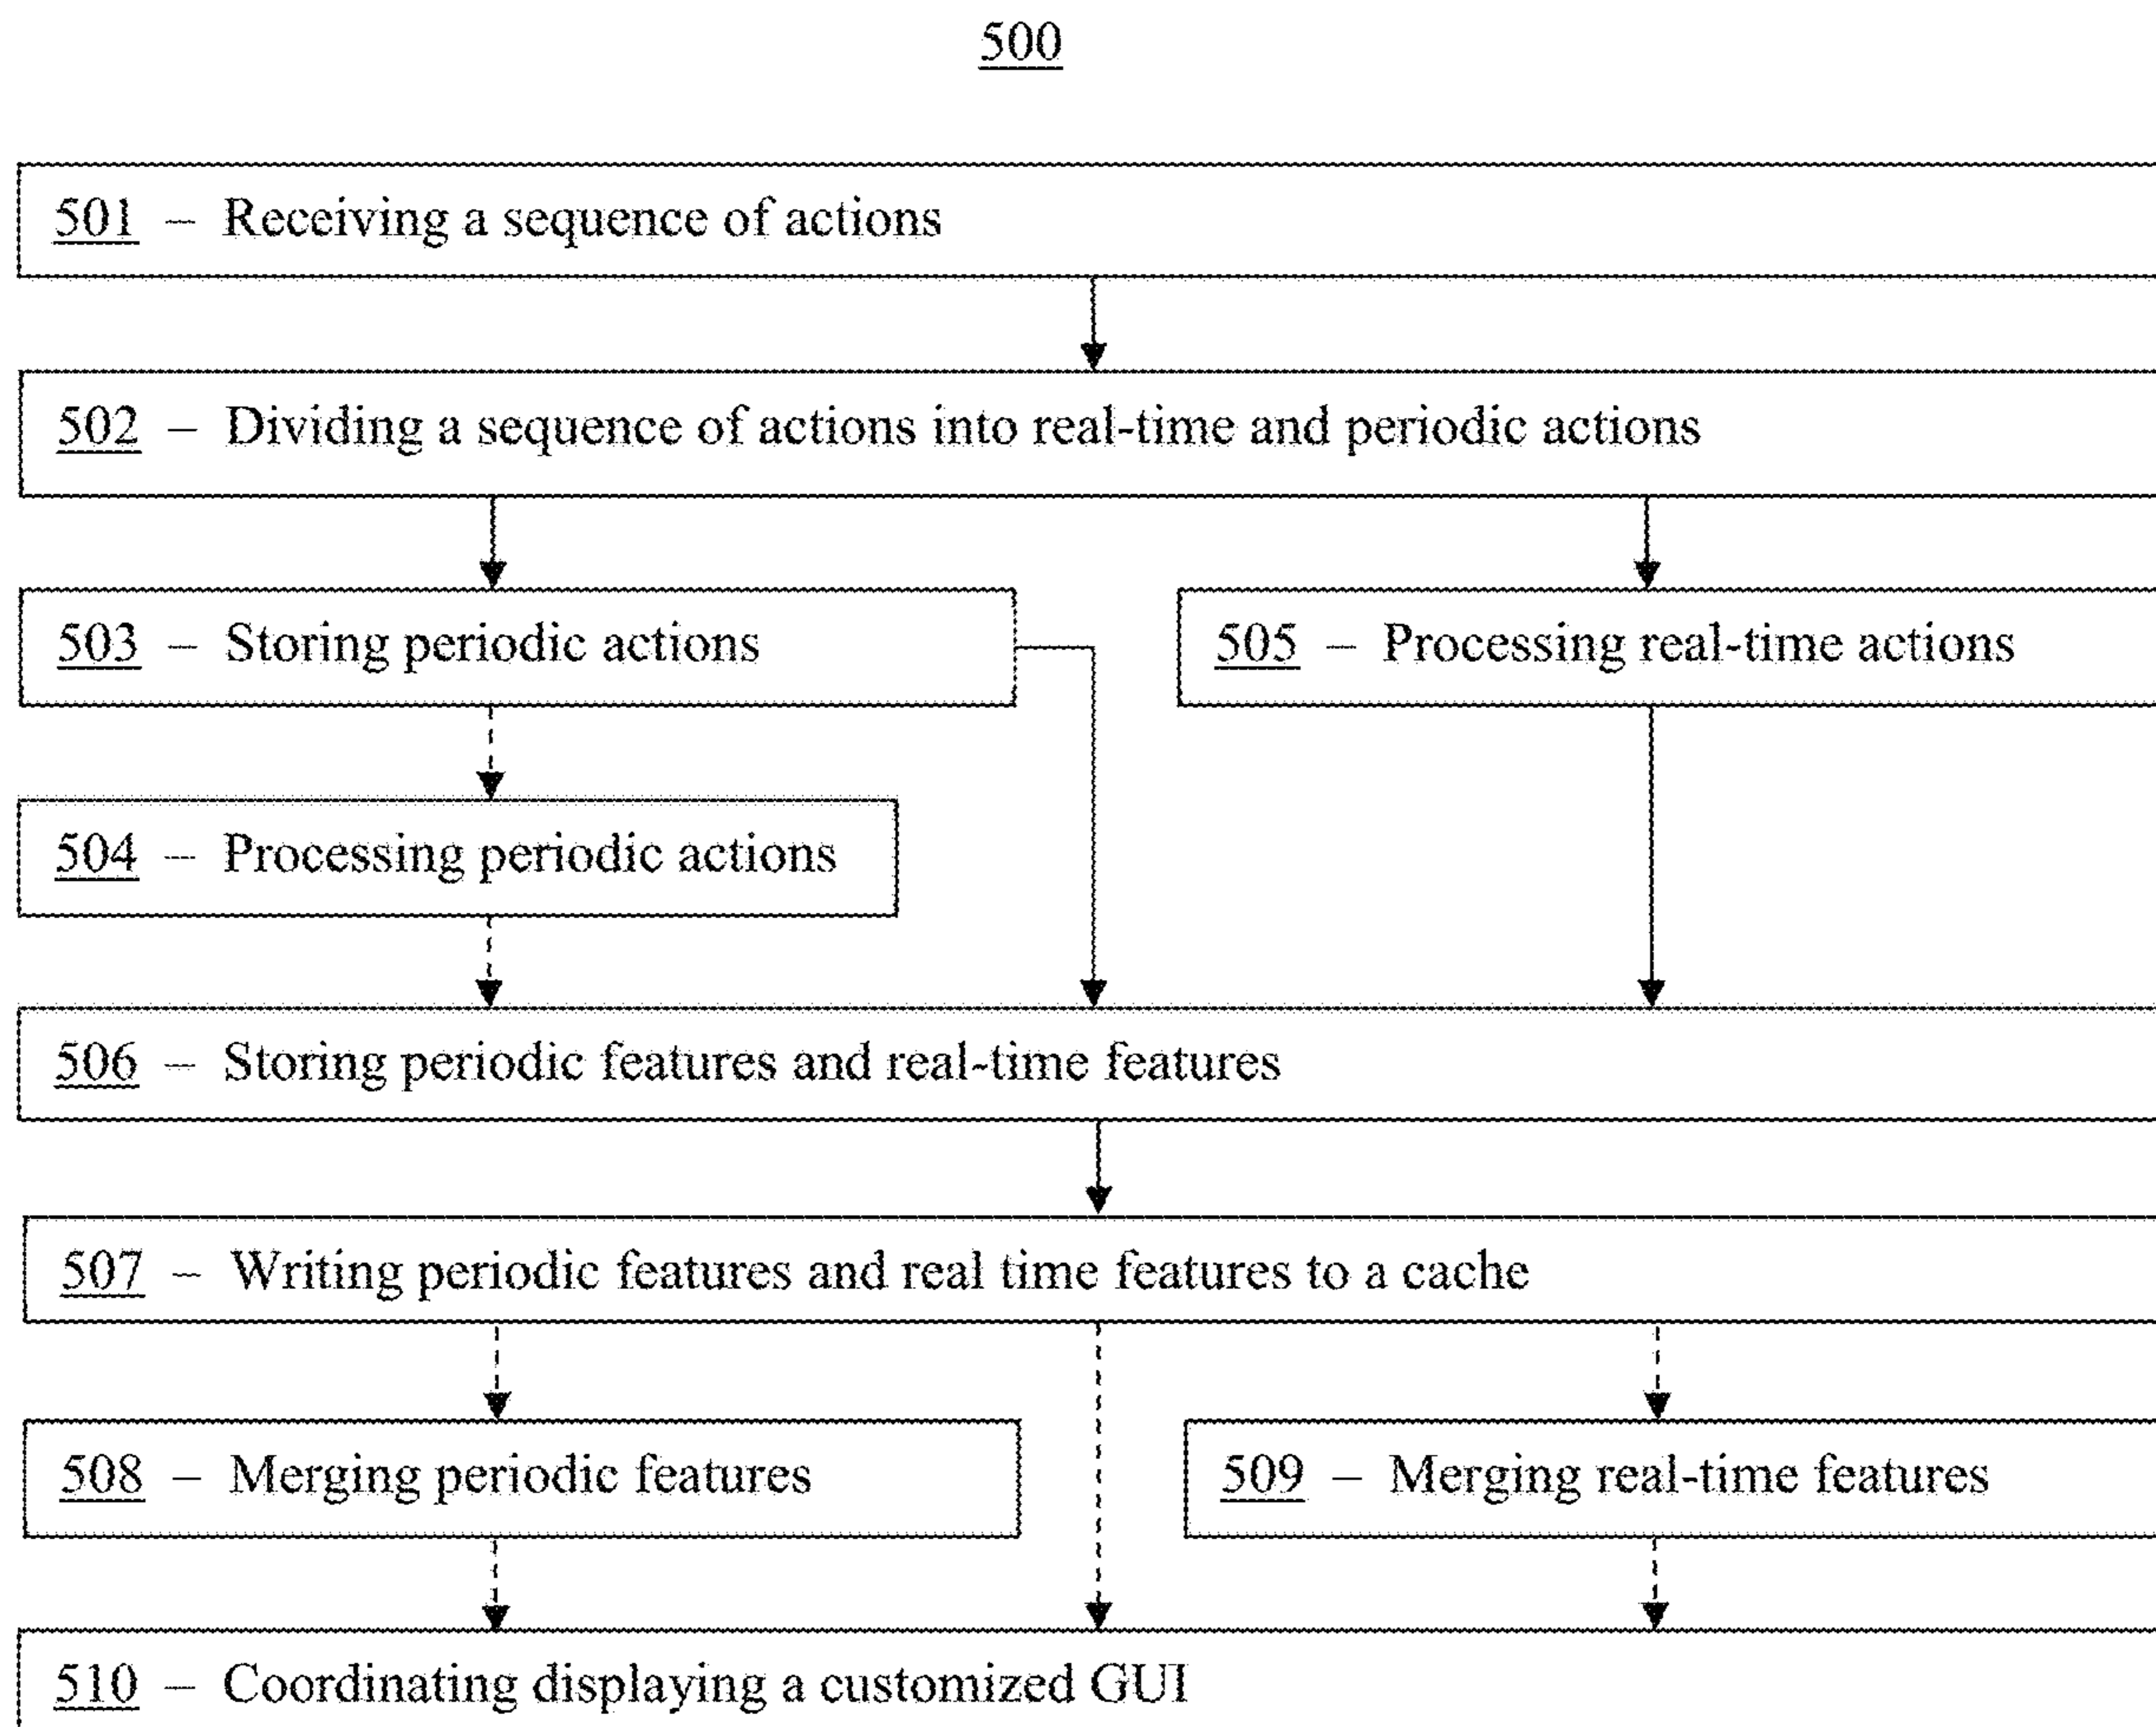 500
501 – Receiving a sequence of actions
502 – Dividing a sequence of actions into real-time and periodic actions
503 – Storing periodic actions
505 – Processing real-time actions
504 – Processing periodic actions
506 – Storing periodic features and real-time features
507 – Writing periodic features and real time features to a cache
508 – Merging periodic features
509 – Merging real-time features
510 – Coordinating displaying a customized GUI